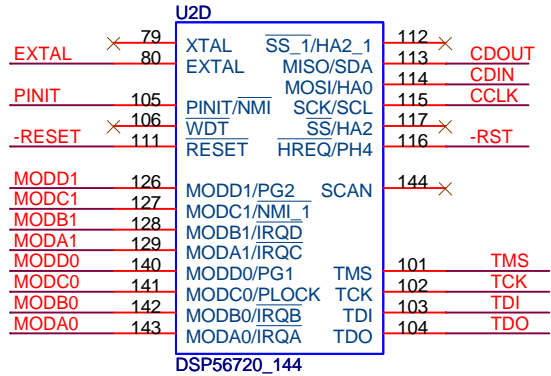 U2D
79 XTAL SS_1/HA2_1 112
EXTAL 80 EXTAL MISO/SDA 113 CDOUT
MOSI/HA0 114 CDIN
PINIT 105 PINIT/NMI SCK/SCL 115 CCLK
106 WDT SS/HA2 117
-RESET 111 RESET HREQ/PH4 116 -RST
MODD1 126 MODD1/PG2 SCAN 144
MODC1 127 MODC1/NMI_1
MODB1 128 MODB1/IRQD
MODA1 129 MODA1/IRQC
MODD0 140 MODD0/PG1 TMS 101 TMS
MODC0 141 MODC0/PLOCK TCK 102 TCK
MODB0 142 MODB0/IRQB TDI 103 TDI
MODA0 143 MODA0/IRQA TDO 104 TDO
DSP56720_144